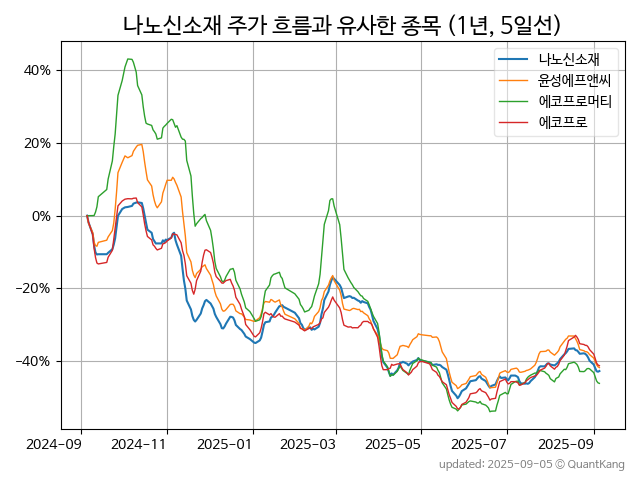 나노신소재 주가 흐름과 유사한 종목 (1년, 5일선)
나노신소재
윤성에프앤씨
에코프로머티
에코프로
40%
20%
0%
−20%
−40%
2024-09 2024-11 2025-01 2025-03 2025-05 2025-07 2025-09
updated: 2025-09-05 © QuantKang